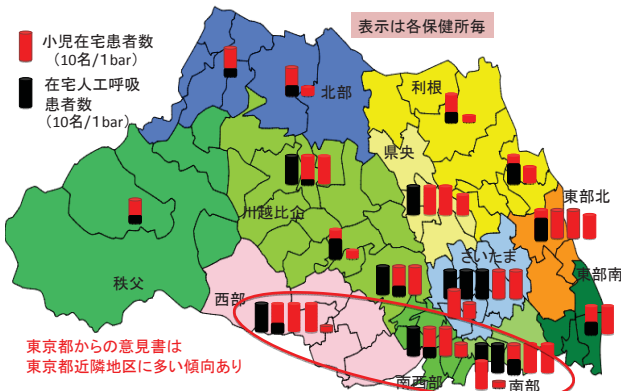 表示は各保健所毎
小児在宅患者数
（10名/1bar）
在宅人工呼吸
患者数
（10名/1bar）
北部
利根
県央
川越比企
東部北
さいたま
東部南
秩父
西部
東京都からの意見書は
東京都近隣地区に多い傾向あり
南西部
南部